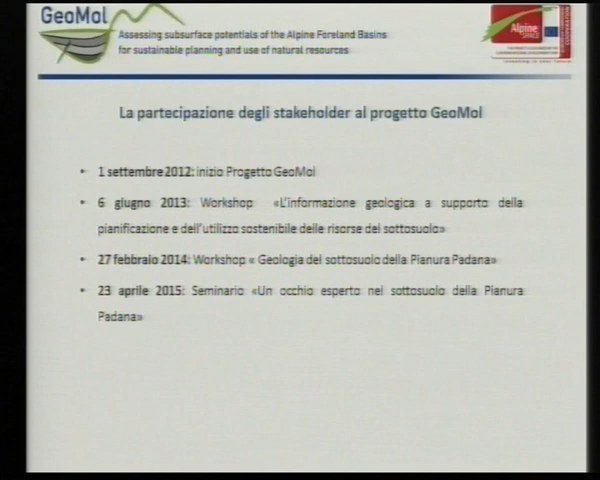 GeoMol
Assessing subsurface potentials of the Alpine Foreland Basins
for sustainable planning and use of natural resources
Alpine
SPACE
La partecipazione degli stakeholder al progetto GeoMol
• 1 settembre 2012: inizio Progetto GeoMol
• 6 giugno 2013: Workshop «L'informazione geologica a supporto della
pianificazione e dell'utilizzo sostenibile delle risorse del sottosuolo»
• 27 febbraio 2014: Workshop « Geologia del sottosuolo della Pianura Padana»
• 23 aprile 2015: Seminario «Un occhio esperto nel sottosuolo della Pianura
Padana»